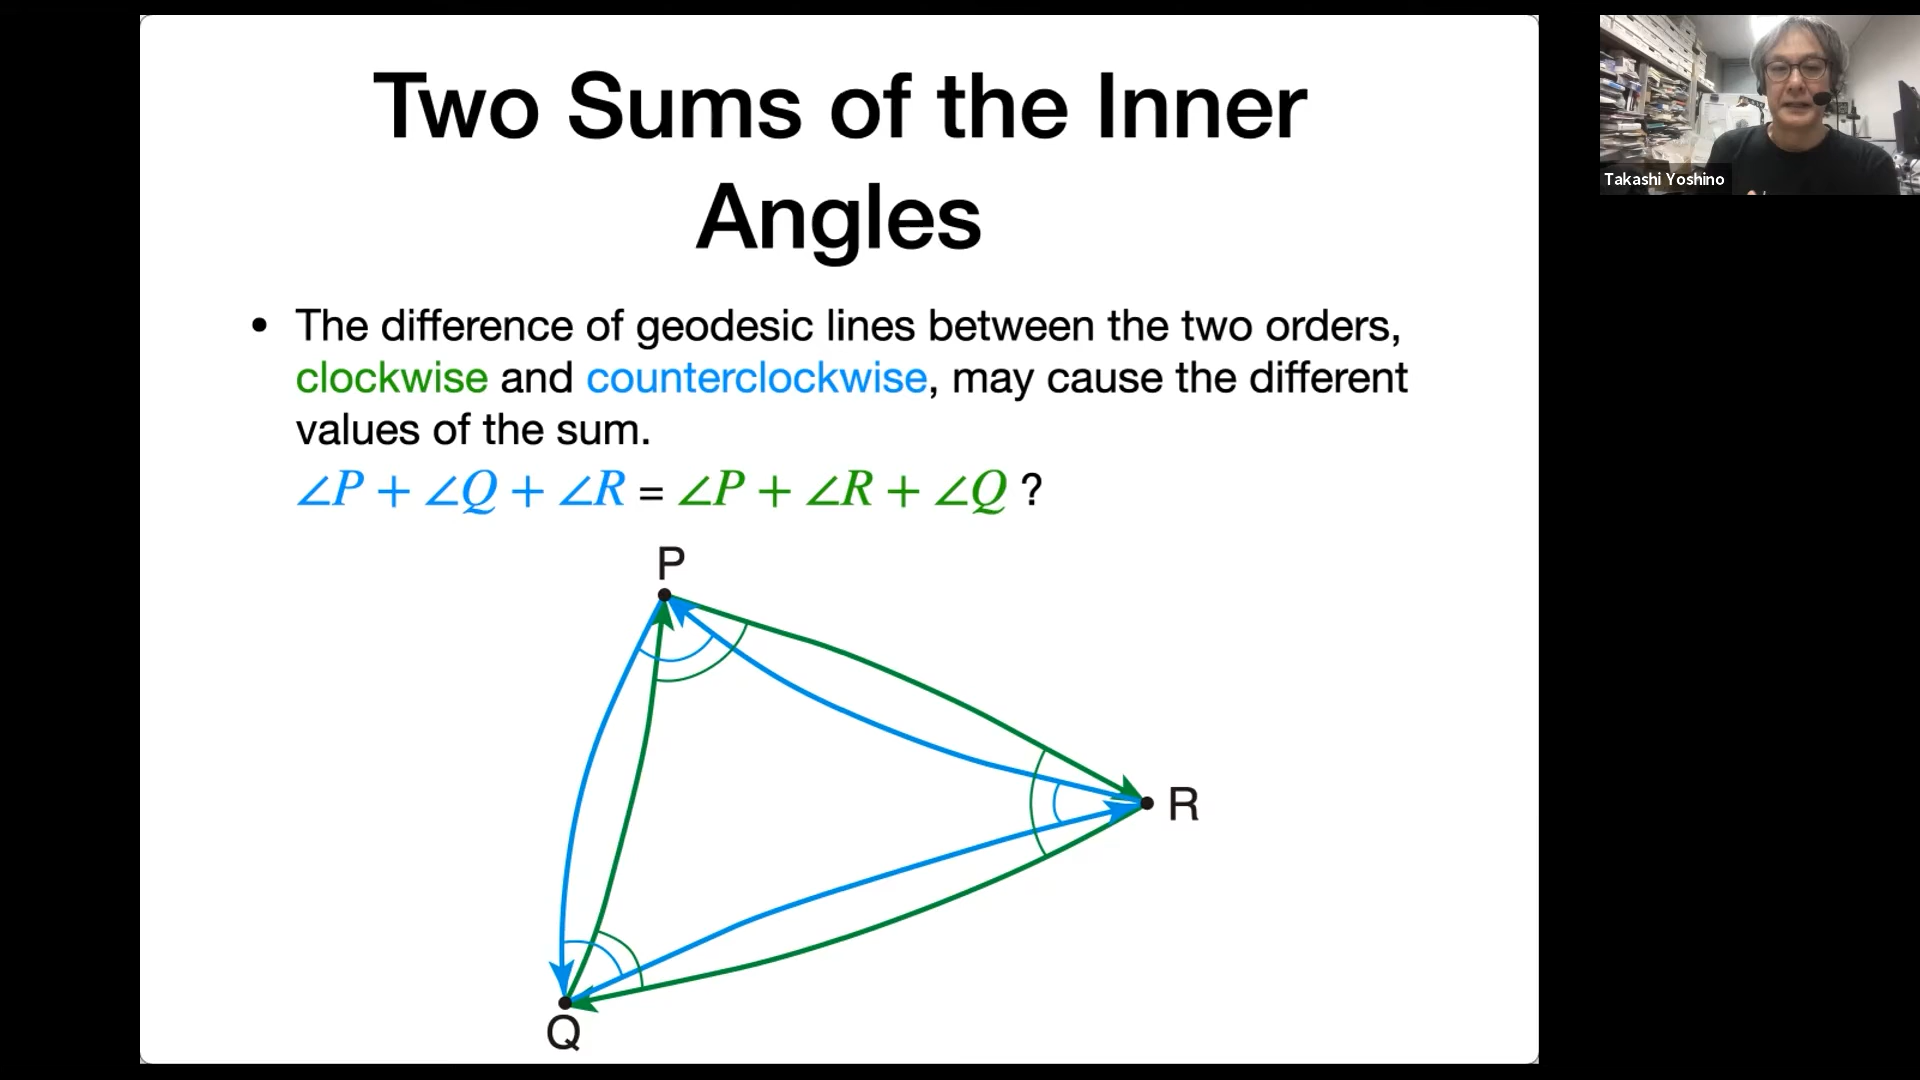 Two Sums of the Inner
Angles
• The difference of geodesic lines between the two orders,
clockwise and counterclockwise, may cause the different
values of the sum.
∠P + ∠Q + ∠R = ∠P + ∠R + ∠Q ?
P
R
Q
Takashi Yoshino